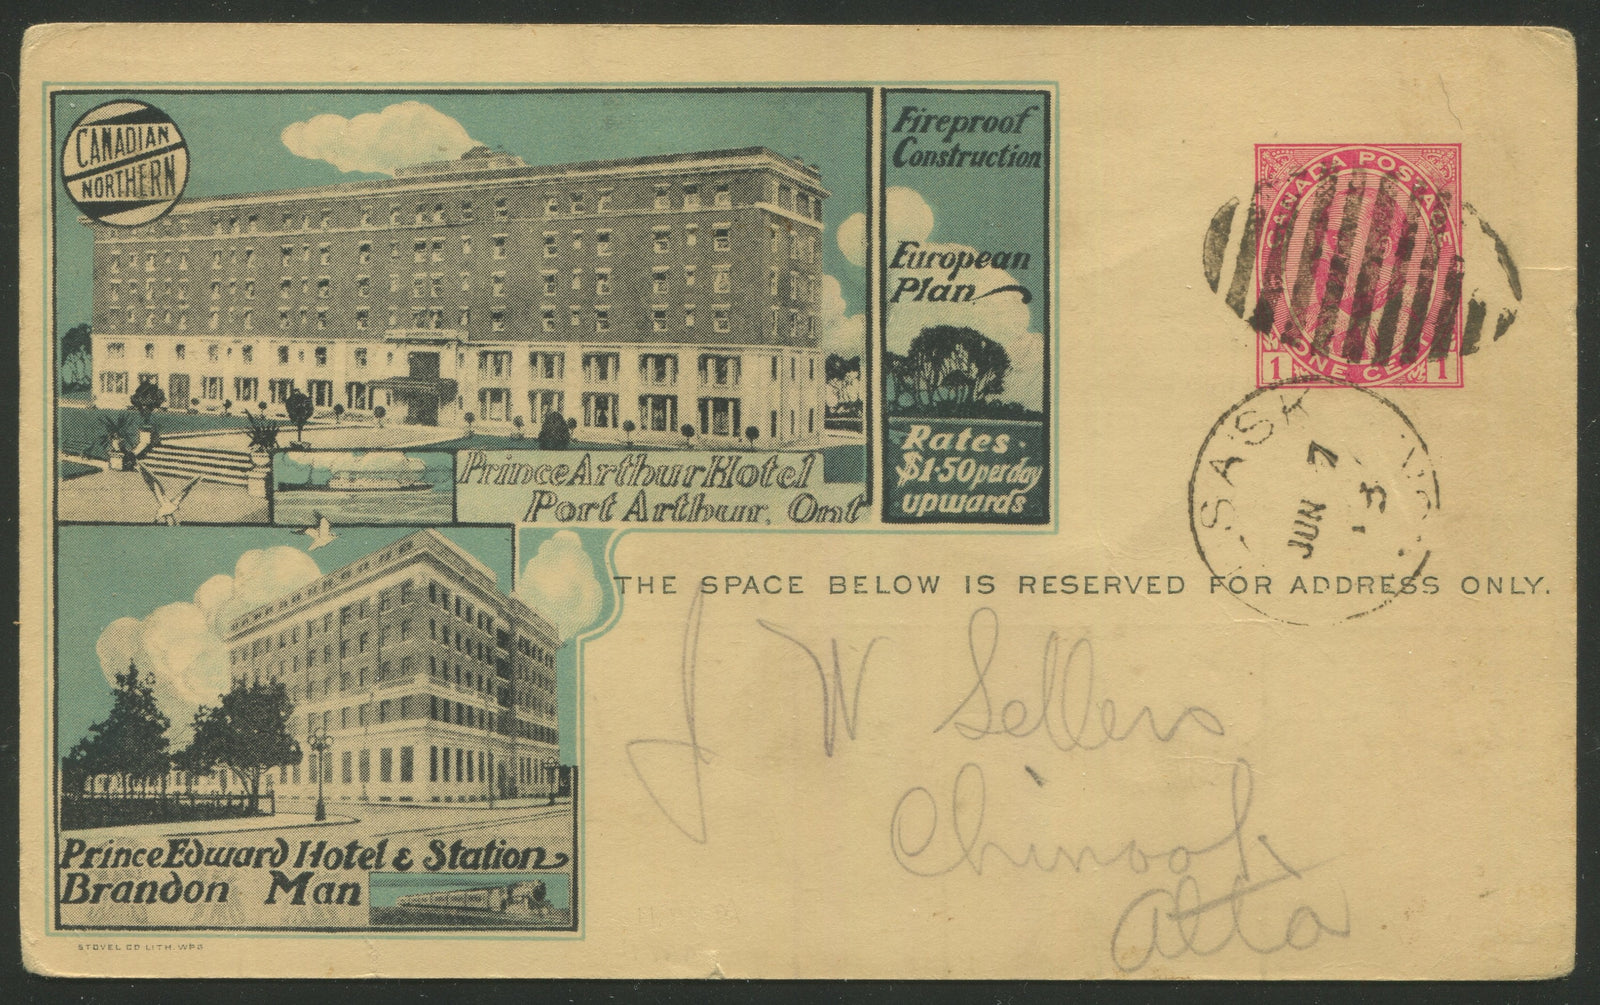 CANADIAN
NORTHERN
Fireproof
Construction
European
Plan
Rates.
$1.50 per day
upwards
Prince Arthur Hotel
Port Arthur, Ont
Prince Edward Hotel & Station
Brandon Man
STOVEL CO LITH. WPG
CANADA POSTAGE
1 ONE CENT 1
SASK
JUN 7
13
THE SPACE BELOW IS RESERVED FOR ADDRESS ONLY.
J W Sellers
Chinook
Alta